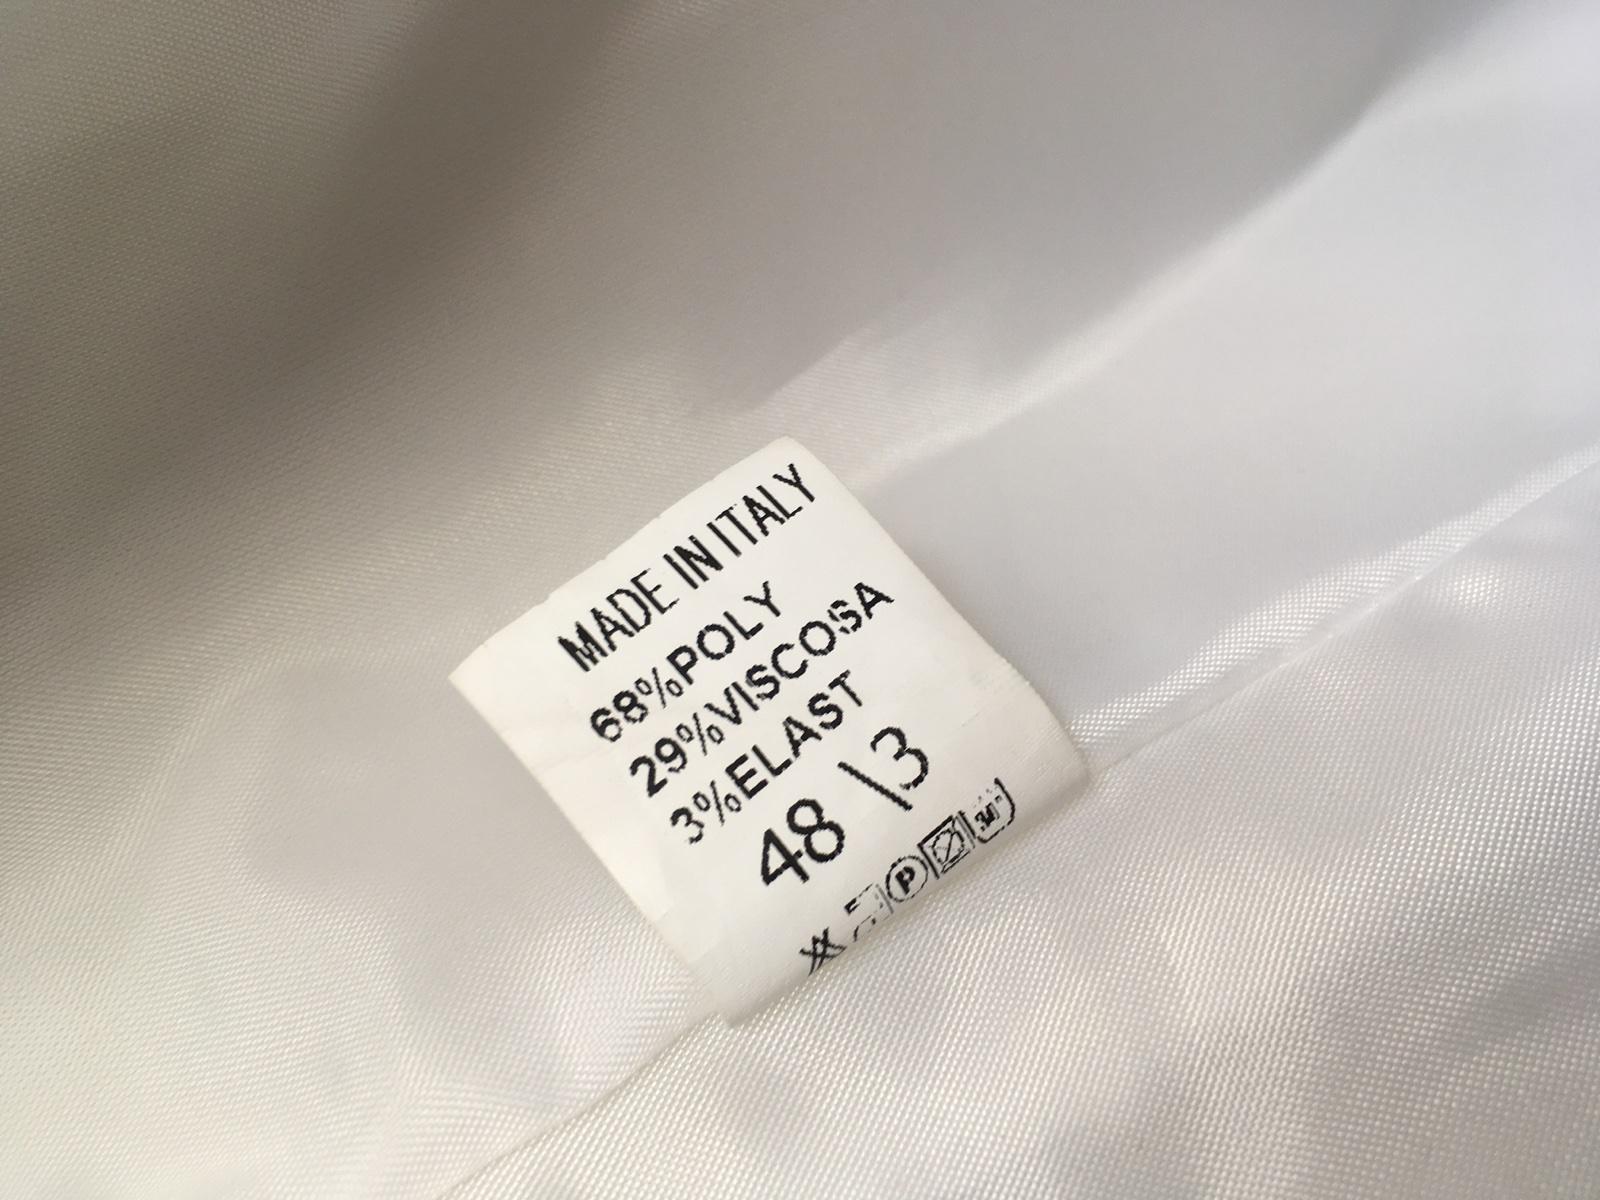 MADE IN ITALY
68%POLY
29%VISCOSA
3%ELAST
48 \3
P